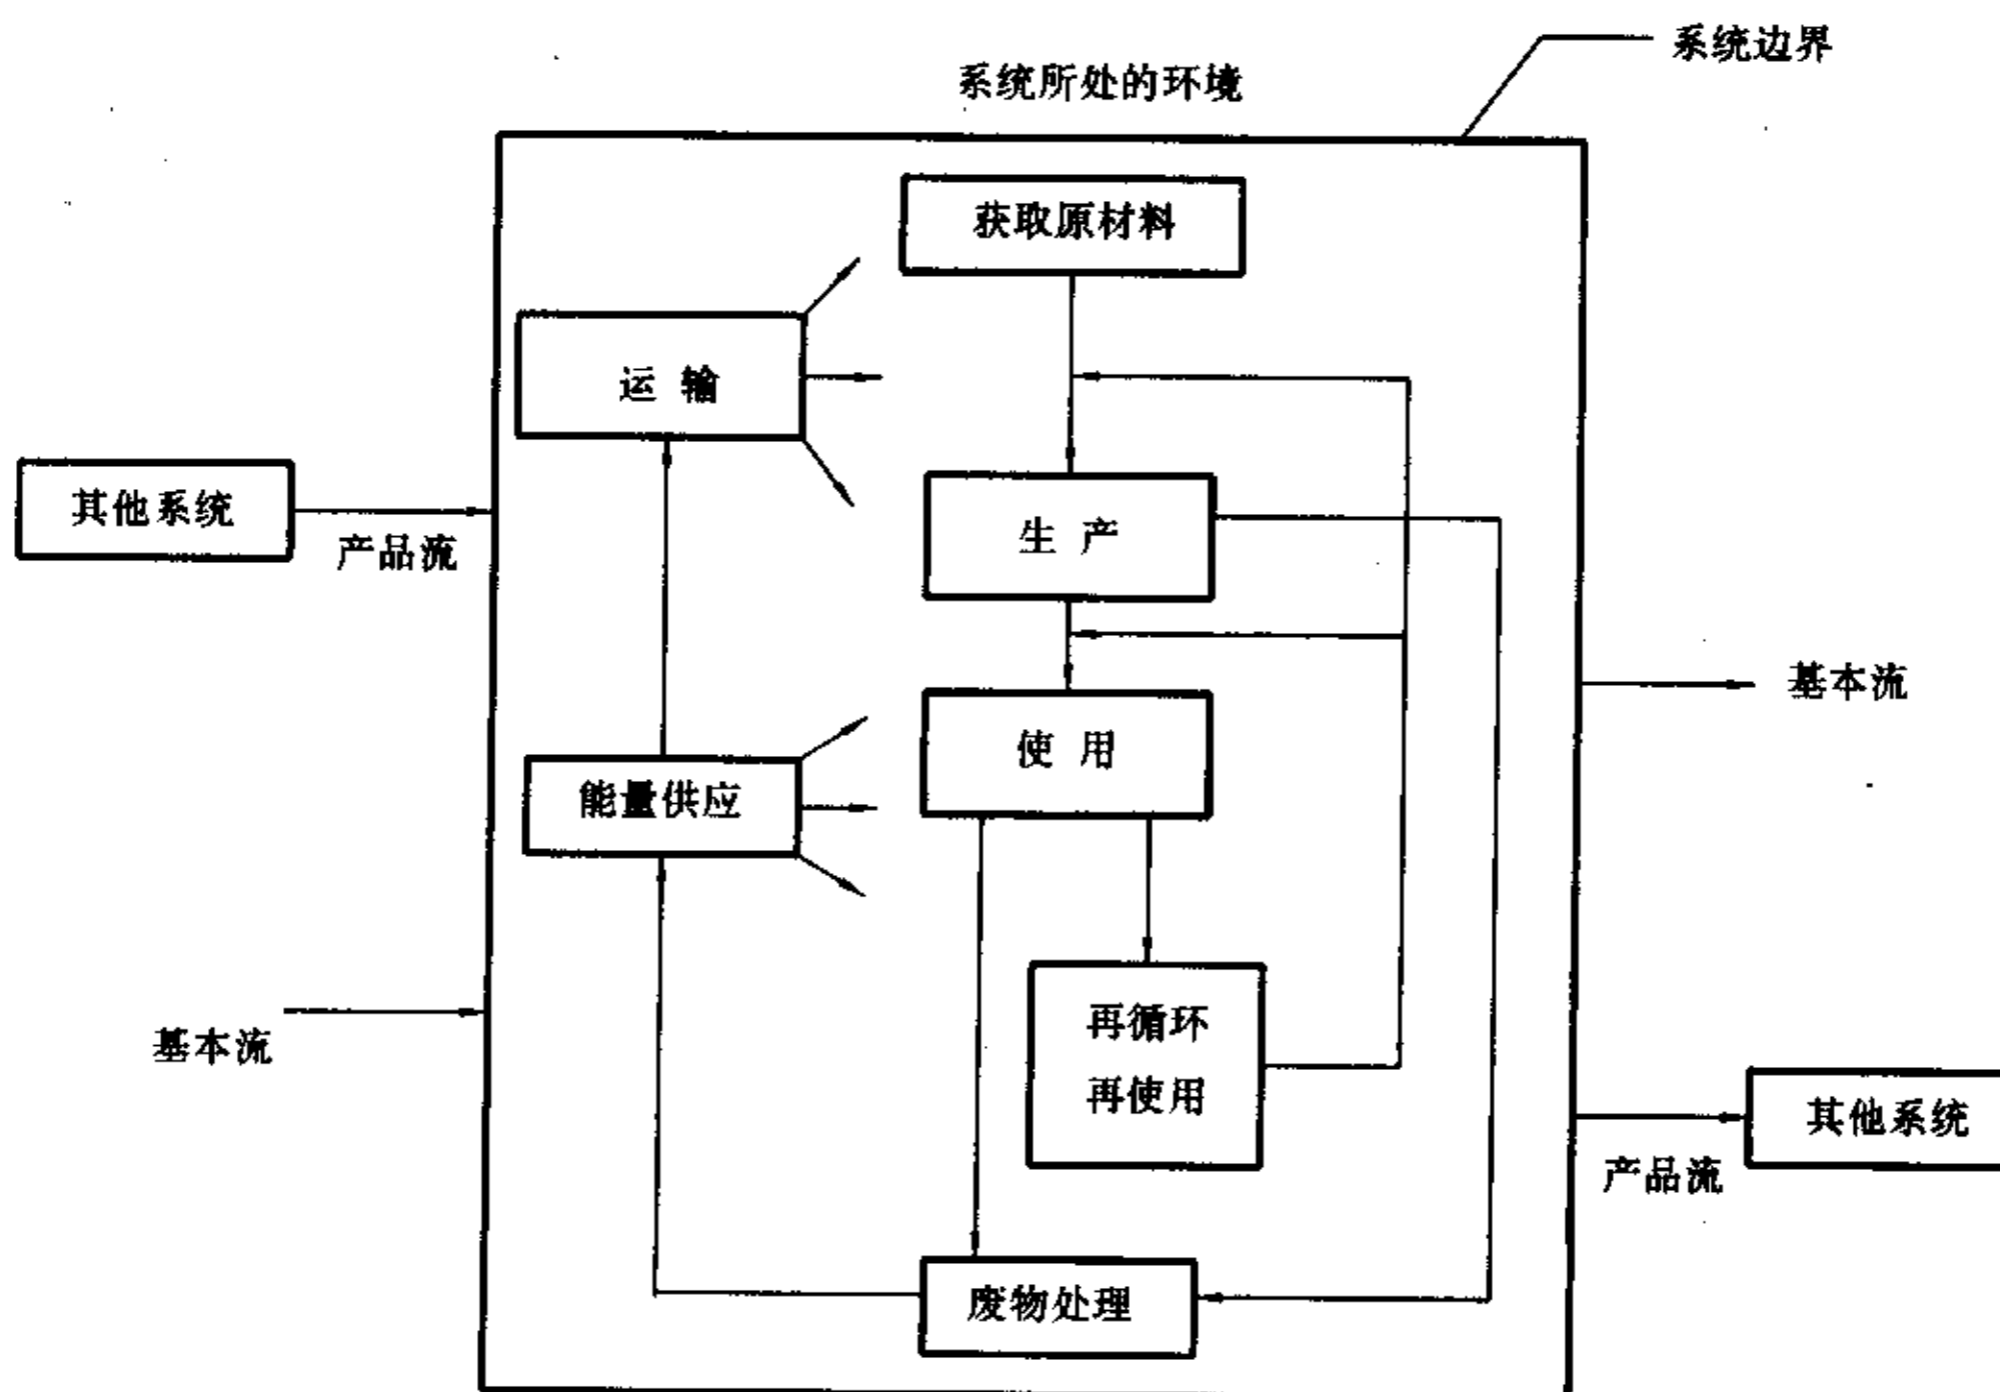 系统边界
系统所处的环境
获取原材料
运 输
其他系统
产品流
生 产
基本流
使 用
能量供应
再循环
再使用
基本流
其他系统
产品流
废物处理